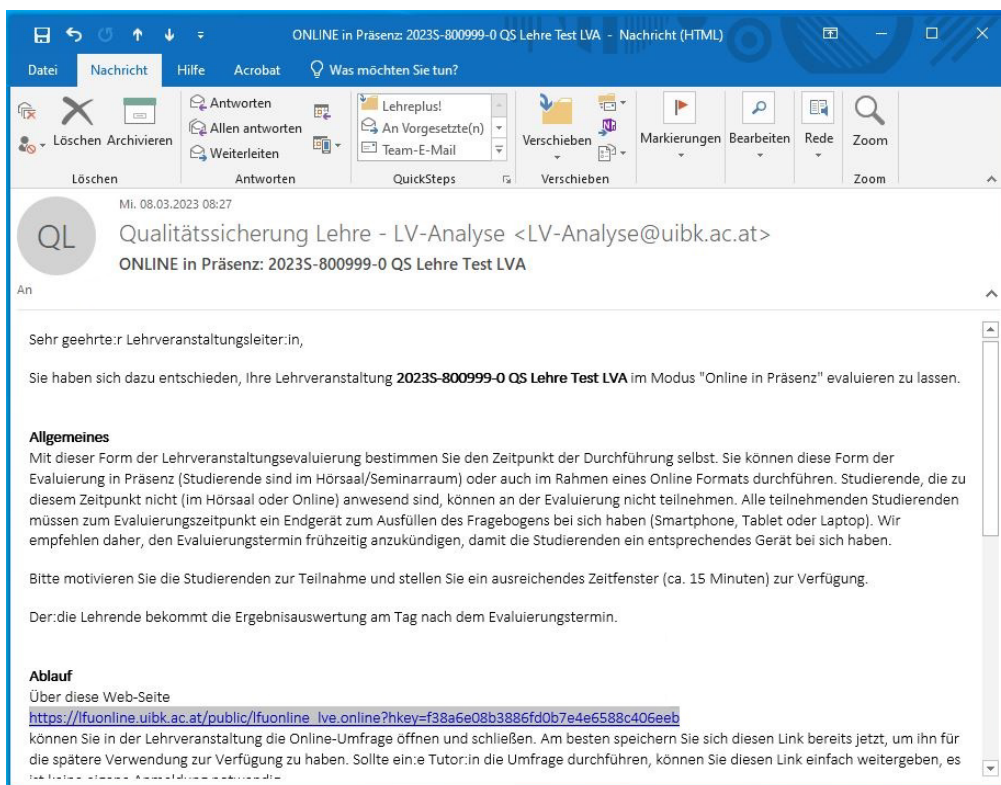 ONLINE in Präsenz: 2023S-800999-0 QS Lehre Test LVA - Nachricht (HTML)
Datei Nachricht Hilfe Acrobat Was möchten Sie tun?
Löschen Archivieren
Antworten
Allen antworten
Weiterleiten
Lehreplus!
An Vorgesetzte(n)
Team-E-Mail
Verschieben
Markierungen Bearbeiten Rede Zoom
Löschen Antworten QuickSteps Verschieben Zoom
Mi. 08.03.2023 08:27
QL
Qualitätssicherung Lehre - LV-Analyse <LV-Analyse@uibk.ac.at>
ONLINE in Präsenz: 2023S-800999-0 QS Lehre Test LVA
An
Sehr geehrte:r Lehrveranstaltungsleiter:in,
Sie haben sich dazu entschieden, Ihre Lehrveranstaltung 2023S-800999-0 QS Lehre Test LVA im Modus "Online in Präsenz" evaluieren zu lassen.
Allgemeines
Mit dieser Form der Lehrveranstaltungsevaluierung bestimmen Sie den Zeitpunkt der Durchführung selbst. Sie können diese Form der
Evaluierung in Präsenz (Studierende sind im Hörsaal/Seminarraum) oder auch im Rahmen eines Online Formats durchführen. Studierende, die zu
diesem Zeitpunkt nicht (im Hörsaal oder Online) anwesend sind, können an der Evaluierung nicht teilnehmen. Alle teilnehmenden Studierenden
müssen zum Evaluierungszeitpunkt ein Endgerät zum Ausfüllen des Fragebogens bei sich haben (Smartphone, Tablet oder Laptop). Wir
empfehlen daher, den Evaluierungstermin frühzeitig anzukündigen, damit die Studierenden ein entsprechendes Gerät bei sich haben.
Bitte motivieren Sie die Studierenden zur Teilnahme und stellen Sie ein ausreichendes Zeitfenster (ca. 15 Minuten) zur Verfügung.
Der:die Lehrende bekommt die Ergebnisauswertung am Tag nach dem Evaluierungstermin.
Ablauf
Über diese Web-Seite
https://lfuonline.uibk.ac.at/public/lfuonline_lve.online?hkey=f38a6e08b3886fd0b7e4e6588c406eeb
können Sie in der Lehrveranstaltung die Online-Umfrage öffnen und schließen. Am besten speichern Sie sich diesen Link bereits jetzt, um ihn für
die spätere Verwendung zur Verfügung zu haben. Sollte ein:e Tutor:in die Umfrage durchführen, können Sie diesen Link einfach weitergeben, es